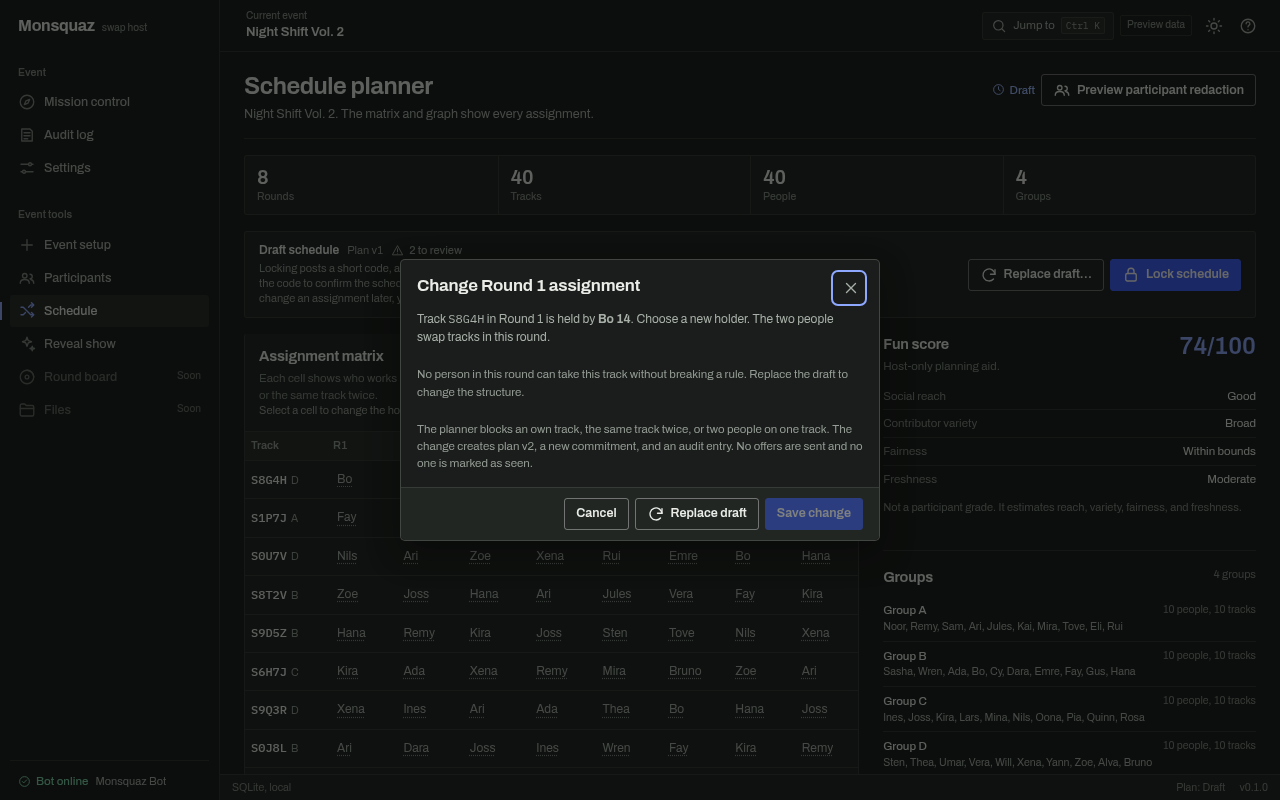 Monsquaz swap host
Current event
Night Shift Vol. 2
Jump to Ctrl K
Preview data
Event
Mission control
Audit log
Settings
Event tools
Event setup
Participants
Schedule
Reveal show
Round board Soon
Files Soon
Bot online Monsquaz Bot
Schedule planner
Night Shift Vol. 2. The matrix and graph show every assignment.
Draft
Preview participant redaction
8
Rounds
40
Tracks
40
People
4
Groups
Draft schedule Plan v1 2 to review
Locking posts a short code, a
the code to confirm the sched
change an assignment later, y
Replace draft...
Lock schedule
Change Round 1 assignment
Track S8G4H in Round 1 is held by Bo 14. Choose a new holder. The two people
swap tracks in this round.
No person in this round can take this track without breaking a rule. Replace the draft to
change the structure.
The planner blocks an own track, the same track twice, or two people on one track. The
change creates plan v2, a new commitment, and an audit entry. No offers are sent and no
one is marked as seen.
Cancel
Replace draft
Save change
Assignment matrix
Each cell shows who works
or the same track twice.
Select a cell to change the ho
Track R1
S8G4H D Bo
S1P7J A Fay
S0U7V D Nils Ari Zoe Xena Rui Emre Bo Hana
S8T2V B Zoe Joss Hana Ari Jules Vera Fay Kira
S9D5Z B Hana Remy Kira Joss Sten Tove Nils Xena
S6H7J C Kira Ada Xena Remy Mira Bruno Zoe Ari
S9Q3R D Xena Ines Ari Ada Thea Bo Hana Joss
S0J8L B Ari Dara Joss Ines Wren Fay Kira Remy
Fun score 74/100
Host-only planning aid.
Social reach Good
Contributor variety Broad
Fairness Within bounds
Freshness Moderate
Not a participant grade. It estimates reach, variety, fairness, and freshness.
Groups 4 groups
Group A 10 people, 10 tracks
Noor, Remy, Sam, Ari, Jules, Kai, Mira, Tove, Eli, Rui
Group B 10 people, 10 tracks
Sasha, Wren, Ada, Bo, Cy, Dara, Emre, Fay, Gus, Hana
Group C 10 people, 10 tracks
Ines, Joss, Kira, Lars, Mina, Nils, Oona, Pia, Quinn, Rosa
Group D 10 people, 10 tracks
Sten, Thea, Umar, Vera, Will, Xena, Yann, Zoe, Alva, Bruno
SQLite, local
Plan: Draft v0.1.0